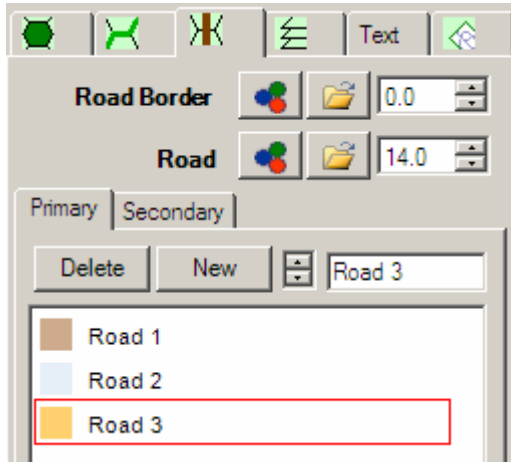 Text
Road Border 0.0
Road 14.0
Primary Secondary
Delete New Road 3
Road 1
Road 2
Road 3